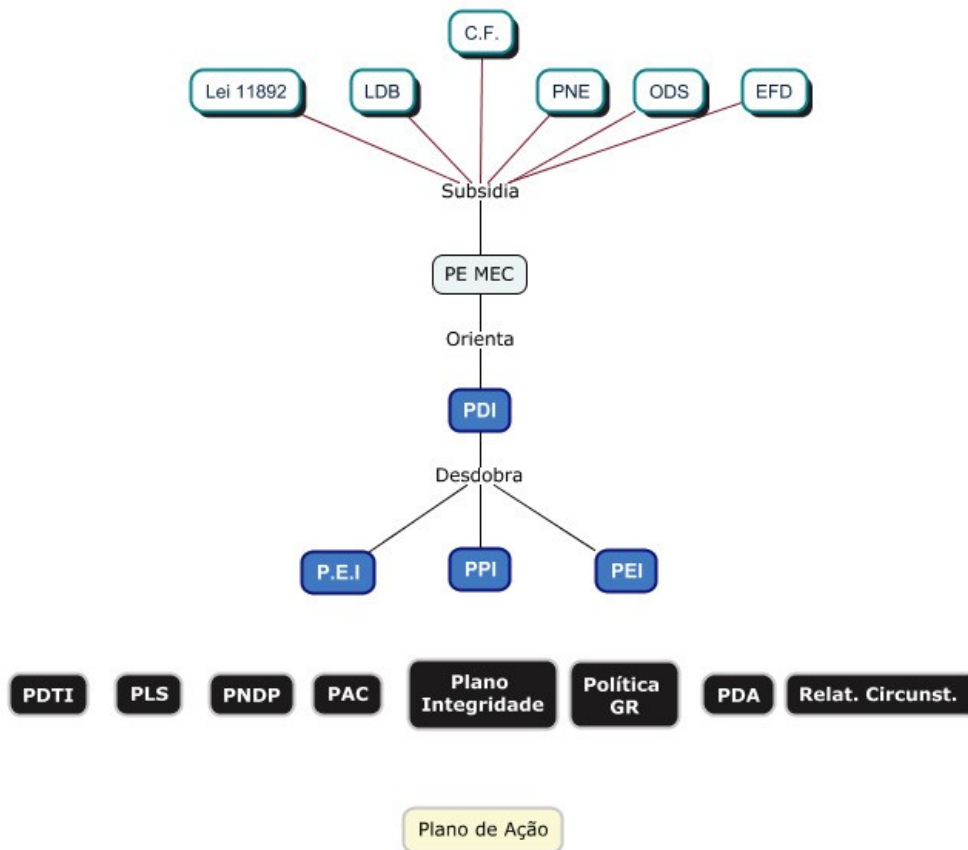 C.F.
Lei 11892
LDB
PNE
ODS
EFD
Subsidia
PE MEC
Orienta
PDI
Desdobra
P.E.I
PPI
PEI
PDTI
PLS
PNDP
PAC
Plano
Integridade
Política
GR
PDA
Relat. Circunst.
Plano de Ação